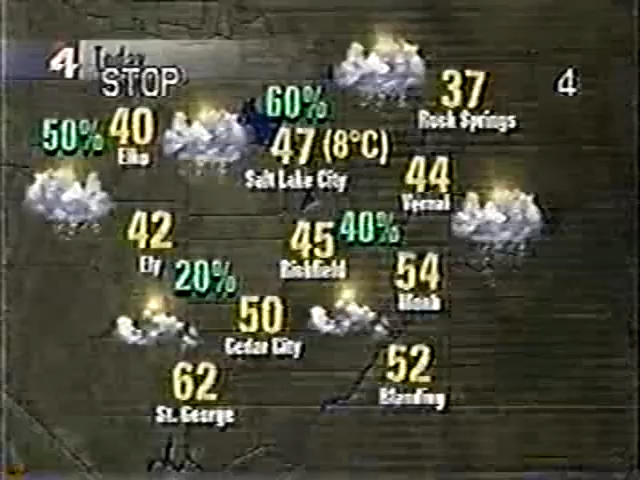 4 Today
STOP
4
60%
37
Rock Springs
50%
40
Elko
47 (8°C)
Salt Lake City
44
Vernal
42
Ely
45
Richfield
40%
20%
54
Moab
50
Cedar City
62
St. George
52
Blanding